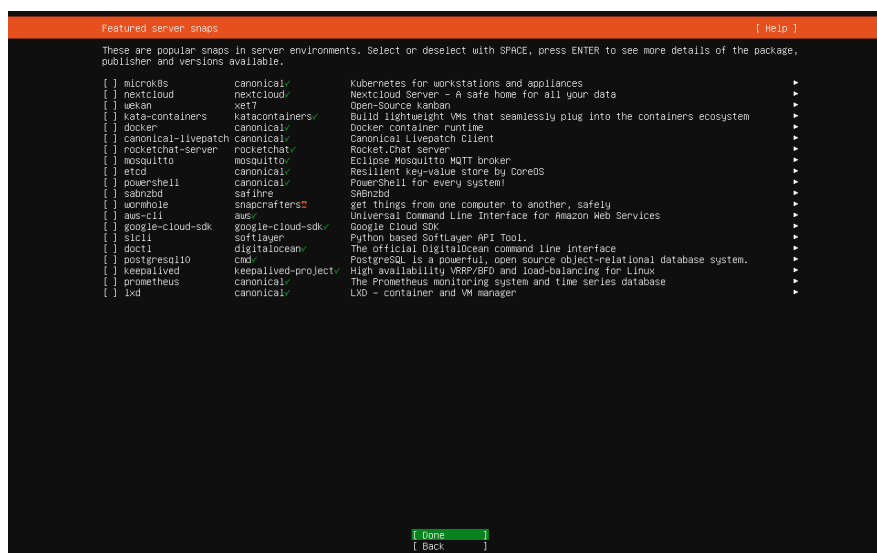 Featured server snaps [ Help ]
These are popular snaps in server environments. Select or deselect with SPACE, press ENTER to see more details of the package,
publisher and versions available.
[ ] microk8s canonical✓ Kubernetes for workstations and appliances ▸
[ ] nextcloud nextcloud✓ Nextcloud Server - A safe home for all your data ▸
[ ] wekan xet7 Open-Source kanban ▸
[ ] kata-containers katacontainers✓ Build lightweight VMs that seamlessly plug into the containers ecosystem ▸
[ ] docker canonical✓ Docker container runtime ▸
[ ] canonical-livepatch canonical✓ Canonical Livepatch Client ▸
[ ] rocketchat-server rocketchat✓ Rocket.Chat server ▸
[ ] mosquitto mosquitto✓ Eclipse Mosquitto MQTT broker ▸
[ ] etcd canonical✓ Resilient key-value store by CoreOS ▸
[ ] powershell canonical✓ PowerShell for every system! ▸
[ ] sabnzbd safihre SABnzbd ▸
[ ] wormhole snapcrafters get things from one computer to another, safely ▸
[ ] aws-cli aws✓ Universal Command Line Interface for Amazon Web Services ▸
[ ] google-cloud-sdk google-cloud-sdk✓ Google Cloud SDK ▸
[ ] slcli softlayer Python based SoftLayer API Tool. ▸
[ ] doctl digitalocean✓ The official DigitalOcean command line interface ▸
[ ] postgresql10 cmd✓ PostgreSQL is a powerful, open source object-relational database system. ▸
[ ] keepalived keepalived-project✓ High availability VRRP/BFD and load-balancing for Linux ▸
[ ] prometheus canonical✓ The Prometheus monitoring system and time series database ▸
[ ] lxd canonical✓ LXD - container and VM manager ▸
[ Done ]
[ Back ]